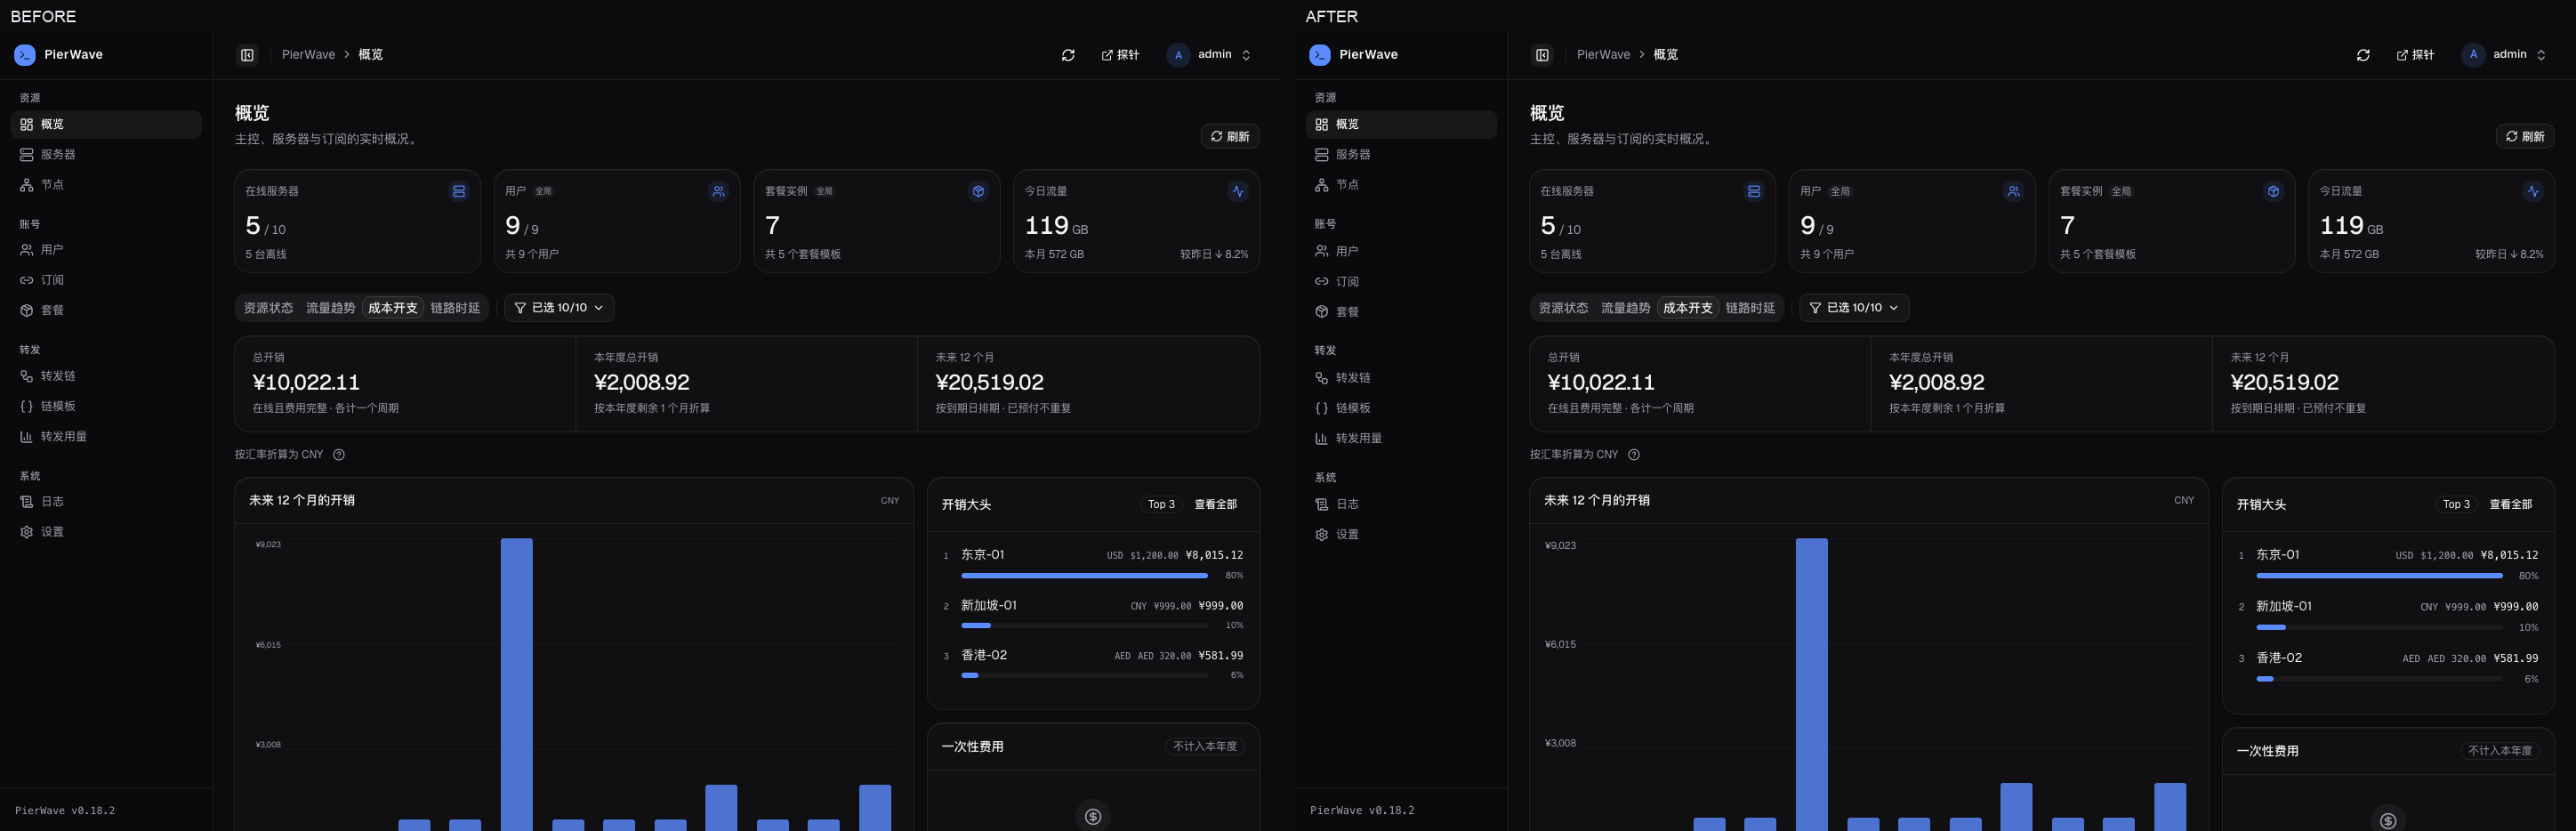 BEFORE
PierWave
PierWave > 概览
探针
A admin
资源
概览
服务器
节点
账号
用户
订阅
套餐
转发
转发链
链模板
转发用量
系统
日志
设置
PierWave v0.18.2
概览
主控、服务器与订阅的实时概况。
刷新
在线服务器
5 / 10
5 台离线
用户 全局
9 / 9
共 9 个用户
套餐实例 全局
7
共 5 个套餐模板
今日流量
119 GB
本月 572 GB 较昨日 ↓ 8.2%
资源状态 流量趋势 成本开支 链路时延 已选 10/10
总开销
¥10,022.11
在线且费用完整 · 各计一个周期
本年度总开销
¥2,008.92
按本年度剩余 1 个月折算
未来 12 个月
¥20,519.02
按到期日排期 · 已预付不重复
按汇率折算为 CNY
未来 12 个月的开销 CNY
¥9,023
¥6,015
¥3,008
开销大头 Top 3 查看全部
1 东京-01 USD $1,200.00 ¥8,015.12
80%
2 新加坡-01 CNY ¥999.00 ¥999.00
10%
3 香港-02 AED AED 320.00 ¥581.99
6%
一次性费用 不计入本年度
AFTER
PierWave
PierWave > 概览
探针
A admin
资源
概览
服务器
节点
账号
用户
订阅
套餐
转发
转发链
链模板
转发用量
系统
日志
设置
PierWave v0.18.2
概览
主控、服务器与订阅的实时概况。
刷新
在线服务器
5 / 10
5 台离线
用户 全局
9 / 9
共 9 个用户
套餐实例 全局
7
共 5 个套餐模板
今日流量
119 GB
本月 572 GB 较昨日 ↓ 8.2%
资源状态 流量趋势 成本开支 链路时延 已选 10/10
总开销
¥10,022.11
在线且费用完整 · 各计一个周期
本年度总开销
¥2,008.92
按本年度剩余 1 个月折算
未来 12 个月
¥20,519.02
按到期日排期 · 已预付不重复
按汇率折算为 CNY
未来 12 个月的开销 CNY
¥9,023
¥6,015
¥3,008
开销大头 Top 3 查看全部
1 东京-01 USD $1,200.00 ¥8,015.12
80%
2 新加坡-01 CNY ¥999.00 ¥999.00
10%
3 香港-02 AED AED 320.00 ¥581.99
6%
一次性费用 不计入本年度